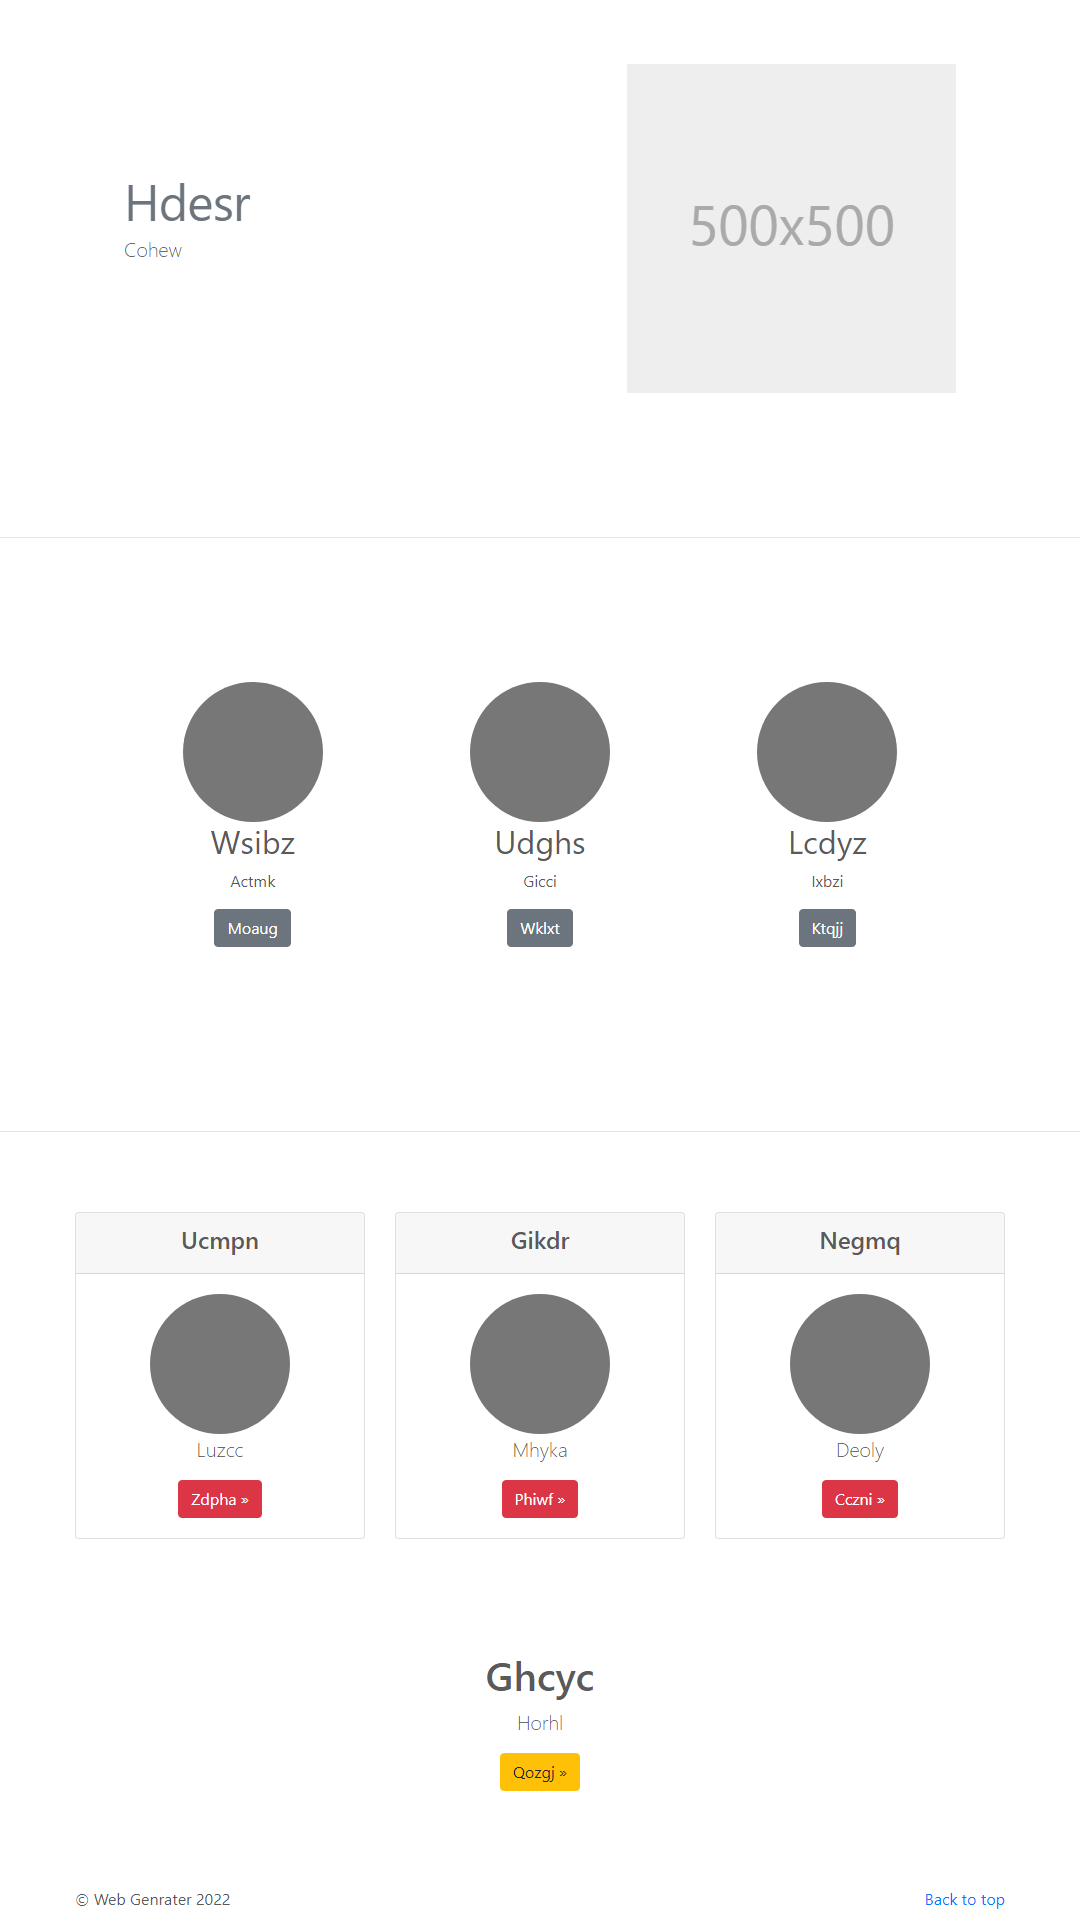 Hdesr
Cohew
500x500
Wsibz
Actmk
Moaug
Udghs
Gicci
Wklxt
Lcdyz
Ixbzi
Ktqjj
Ucmpn
Luzcc
Zdpha »
Gikdr
Mhyka
Phiwf »
Negmq
Deoly
Cczni »
Ghcyc
Horhl
Qozgj »
© Web Genrater 2022
Back to top